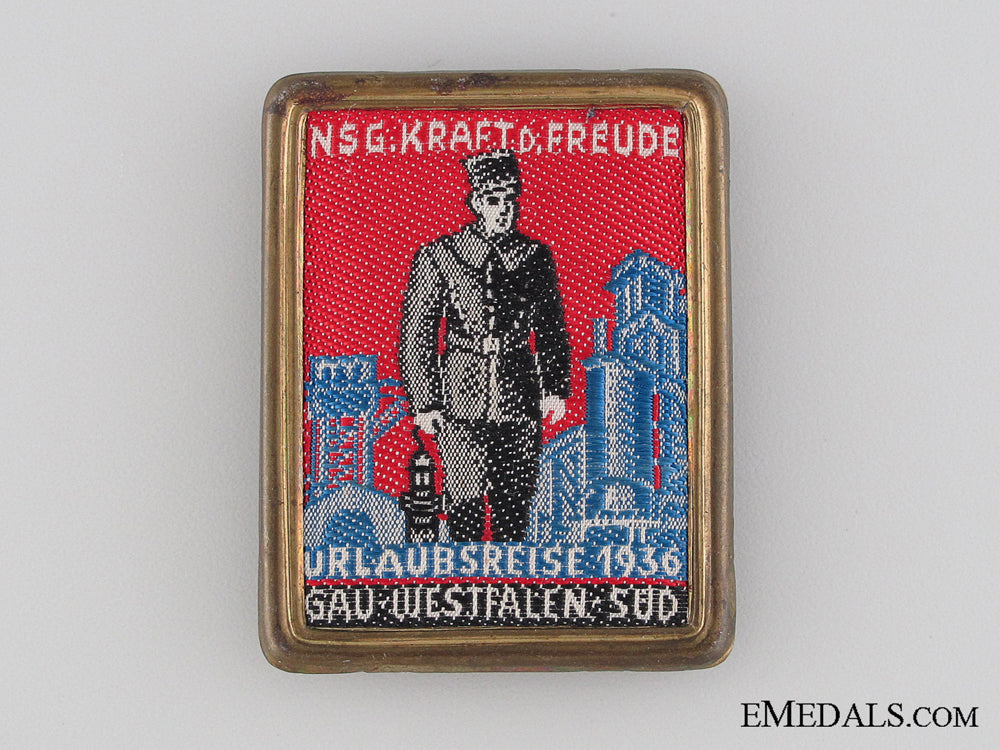 NSG:KRAFT D. FREUDE
URLAUBSREISE 1936
GAU·WESTFALEN·SÜD
EMEDALS.COM